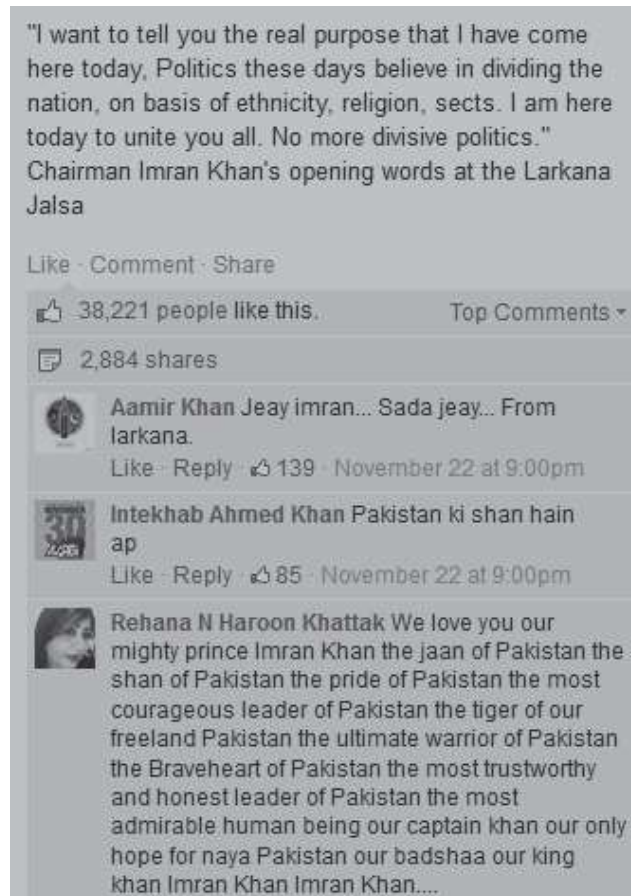 "I want to tell you the real purpose that I have come
here today, Politics these days believe in dividing the
nation, on basis of ethnicity, religion, sects. I am here
today to unite you all. No more divisive politics."
Chairman Imran Khan's opening words at the Larkana
Jalsa
Like · Comment · Share
38,221 people like this. Top Comments
2,884 shares
Aamir Khan Jeay imran... Sada jeay... From
larkana.
Like · Reply · 139 · November 22 at 9:00pm
30
Intekhab Ahmed Khan Pakistan ki shan hain
ap
Like · Reply · 85 · November 22 at 9:00pm
Rehana N Haroon Khattak We love you our
mighty prince Imran Khan the jaan of Pakistan the
shan of Pakistan the pride of Pakistan the most
courageous leader of Pakistan the tiger of our
freeland Pakistan the ultimate warrior of Pakistan
the Braveheart of Pakistan the most trustworthy
and honest leader of Pakistan the most
admirable human being our captain khan our only
hope for naya Pakistan our badshaa our king
khan Imran Khan Imran Khan....